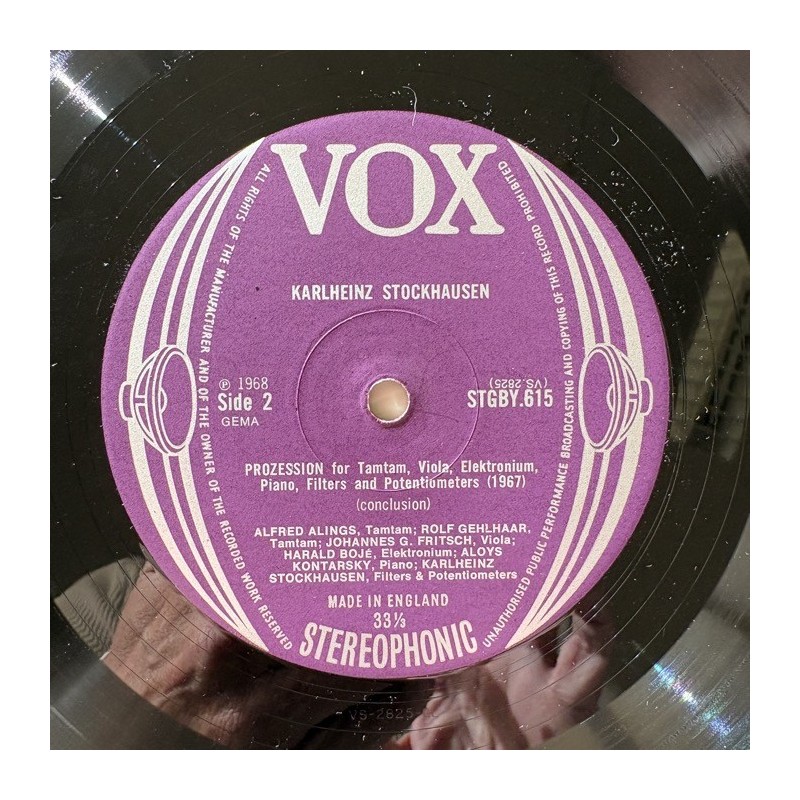 VOX
ALL RIGHTS OF THE MANUFACTURER AND OF THE OWNER OF THE RECORDED WORK RESERVED
UNAUTHORISED PUBLIC PERFORMANCE BROADCASTING AND COPYING OF THIS RECORD PROHIBITED
KARLHEINZ STOCKHAUSEN
℗ 1968
Side 2
GEMA
(VS.2825)
STGBY.615
PROZESSION for Tamtam, Viola, Elektronium,
Piano, Filters and Potentiometers (1967)
(conclusion)
ALFRED ALINGS, Tamtam; ROLF GEHLHAAR,
Tamtam; JOHANNES G. FRITSCH, Viola;
HARALD BOJÉ, Elektronium; ALOYS
KONTARSKY, Piano; KARLHEINZ
STOCKHAUSEN, Filters & Potentiometers
MADE IN ENGLAND
33⅓
STEREOPHONIC